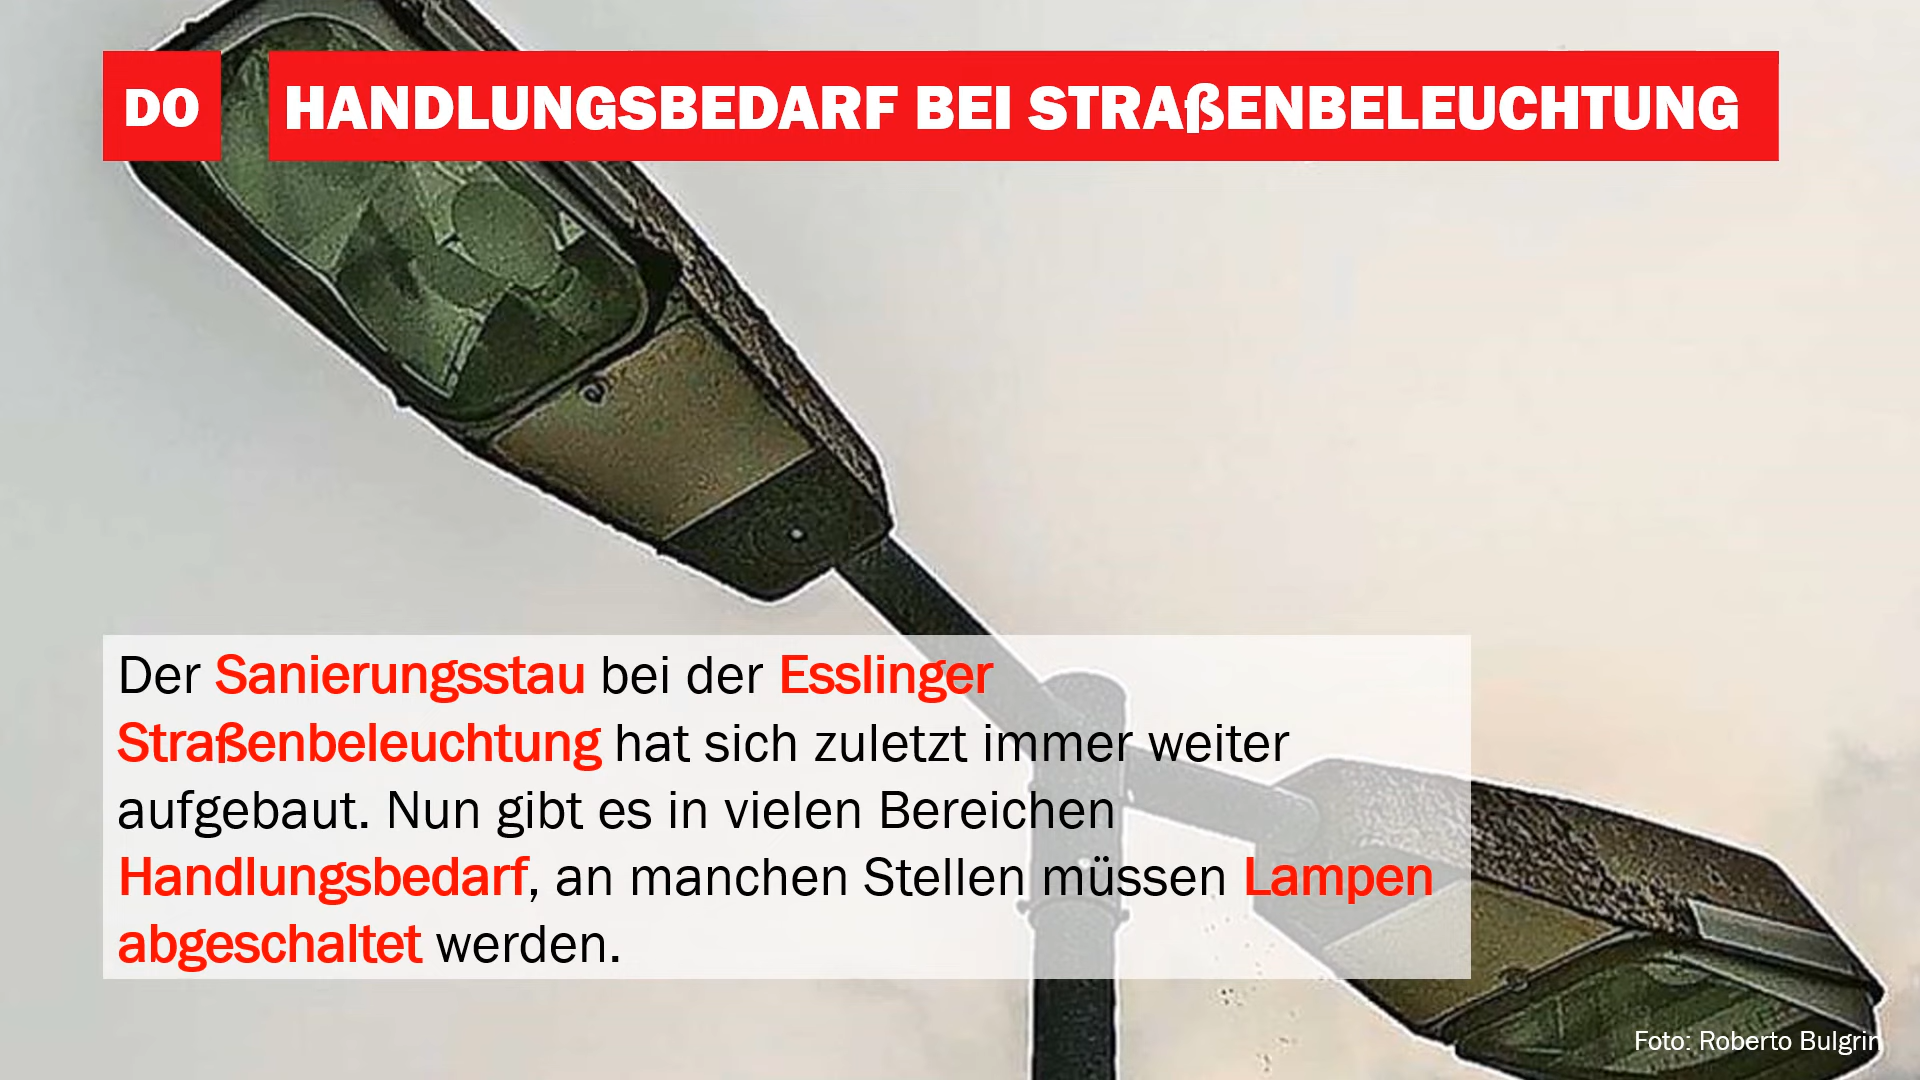 DO HANDLUNGSBEDARF BEI STRAßENBELEUCHTUNG
Der Sanierungsstau bei der Esslinger
Straßenbeleuchtung hat sich zuletzt immer weiter
aufgebaut. Nun gibt es in vielen Bereichen
Handlungsbedarf, an manchen Stellen müssen Lampen
abgeschaltet werden.
Foto: Roberto Bulgrin